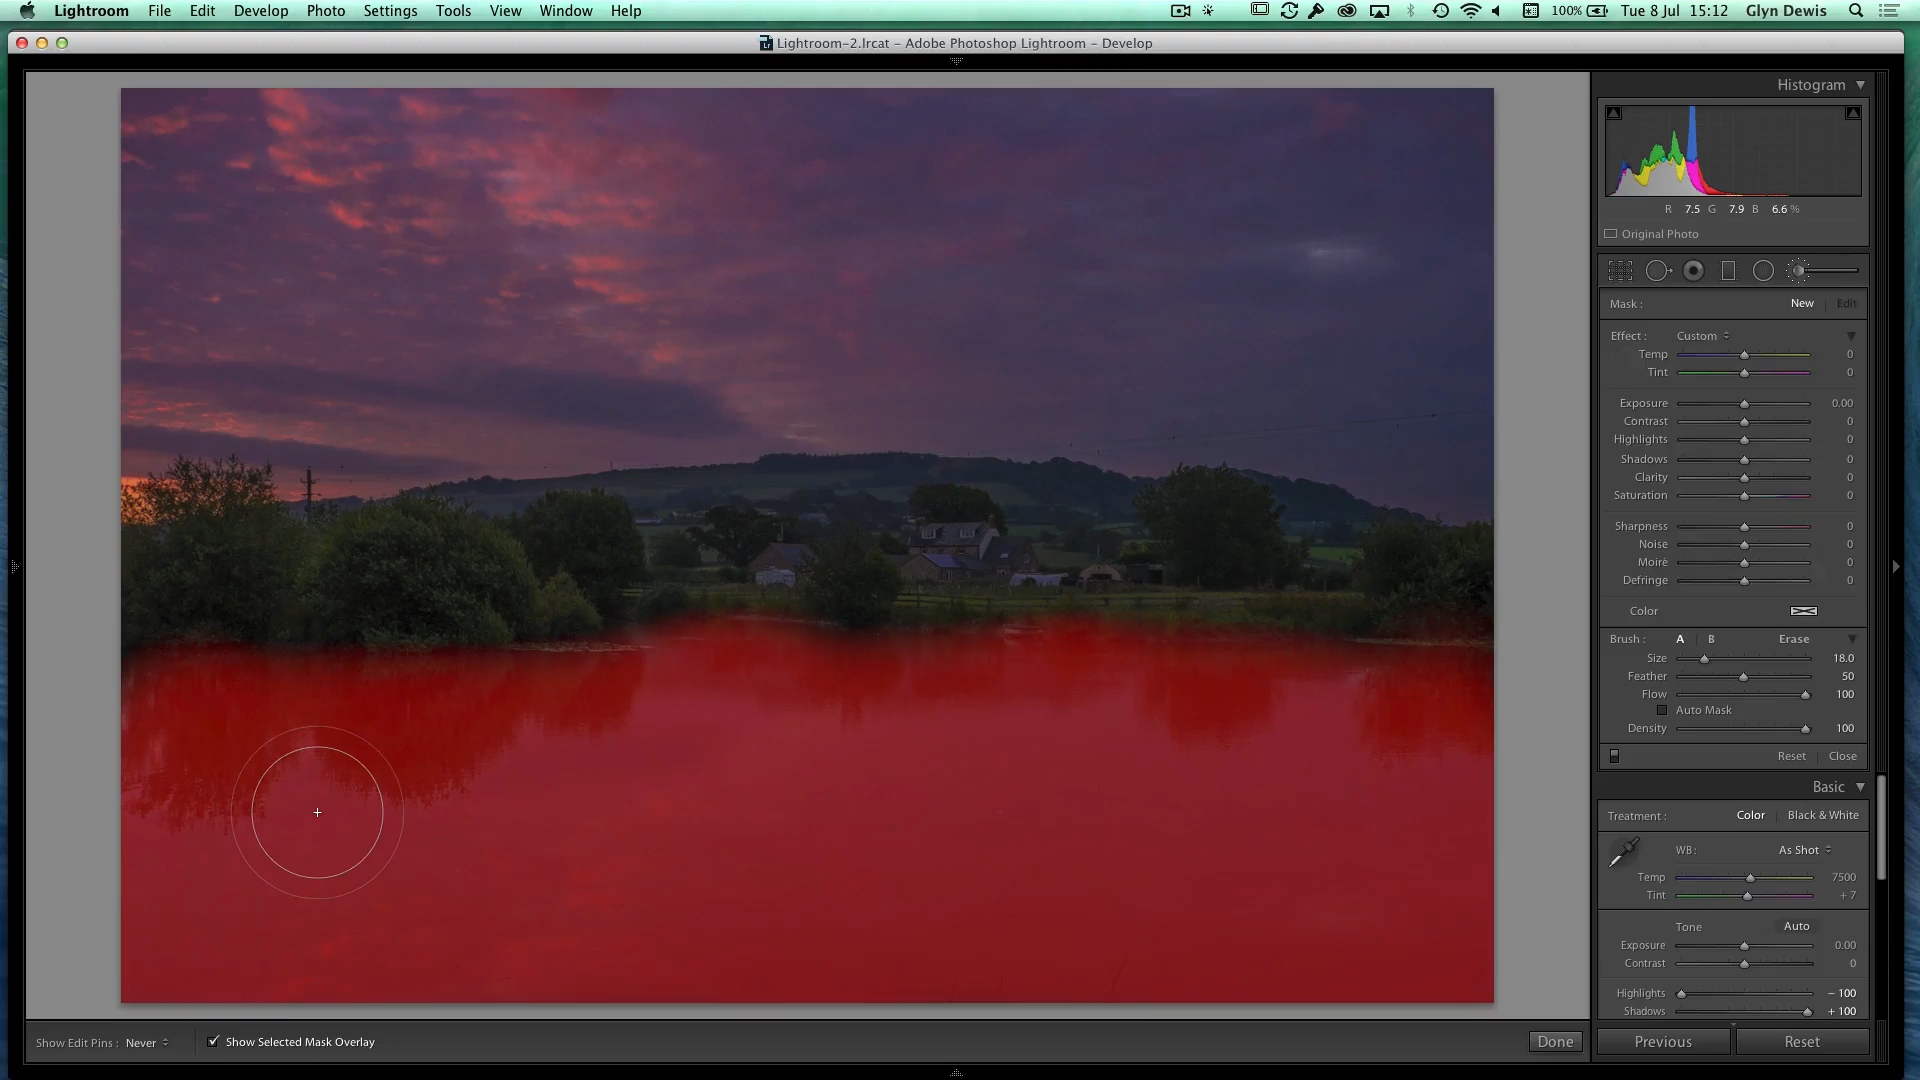 Lightroom File Edit Develop Photo Settings Tools View Window Help 100% Tue 8 Jul 15:12 Glyn Dewis
Lightroom-2.lrcat - Adobe Photoshop Lightroom - Develop
Histogram
R 7.5 G 7.9 B 6.6 %
Original Photo
Mask : New Edit
Effect : Custom
Temp 0
Tint 0
Exposure 0.00
Contrast 0
Highlights 0
Shadows 0
Clarity 0
Saturation 0
Sharpness 0
Noise 0
Moiré 0
Defringe 0
Color
Brush : A B Erase
Size 18.0
Feather 50
Flow 100
Auto Mask
Density 100
Reset Close
Basic
Treatment : Color Black & White
WB : As Shot
Temp 7500
Tint + 7
Tone Auto
Exposure 0.00
Contrast 0
Highlights - 100
Shadows + 100
Show Edit Pins : Never Show Selected Mask Overlay Done Previous Reset